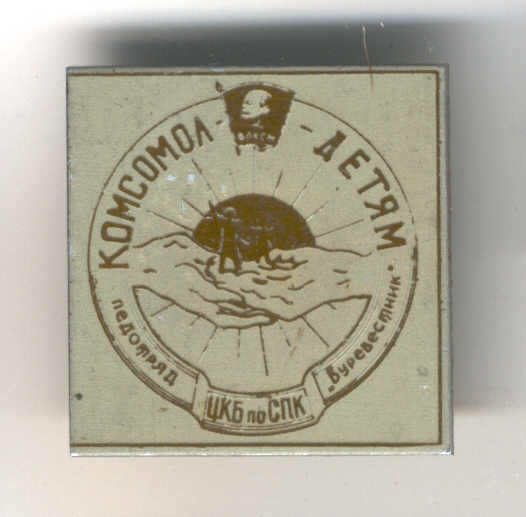 ВЛКСМ
КОМСОМОЛ - - ДЕТЯМ
педотряд
„Буревестник"
ЦКБ по СПК